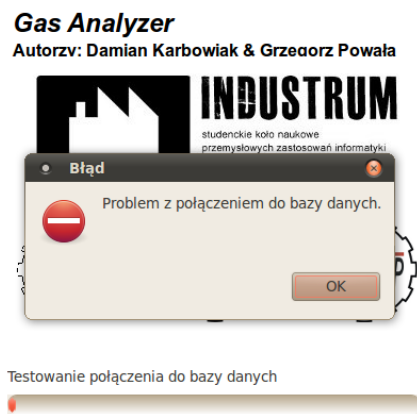 Gas Analyzer
Autorzy: Damian Karbowiak & Grzegorz Powała
INDUSTRUM
studenckie koło naukowe
przemysłowych zastosowań informatyki
Błąd
Problem z połączeniem do bazy danych.
OK
Testowanie połączenia do bazy danych